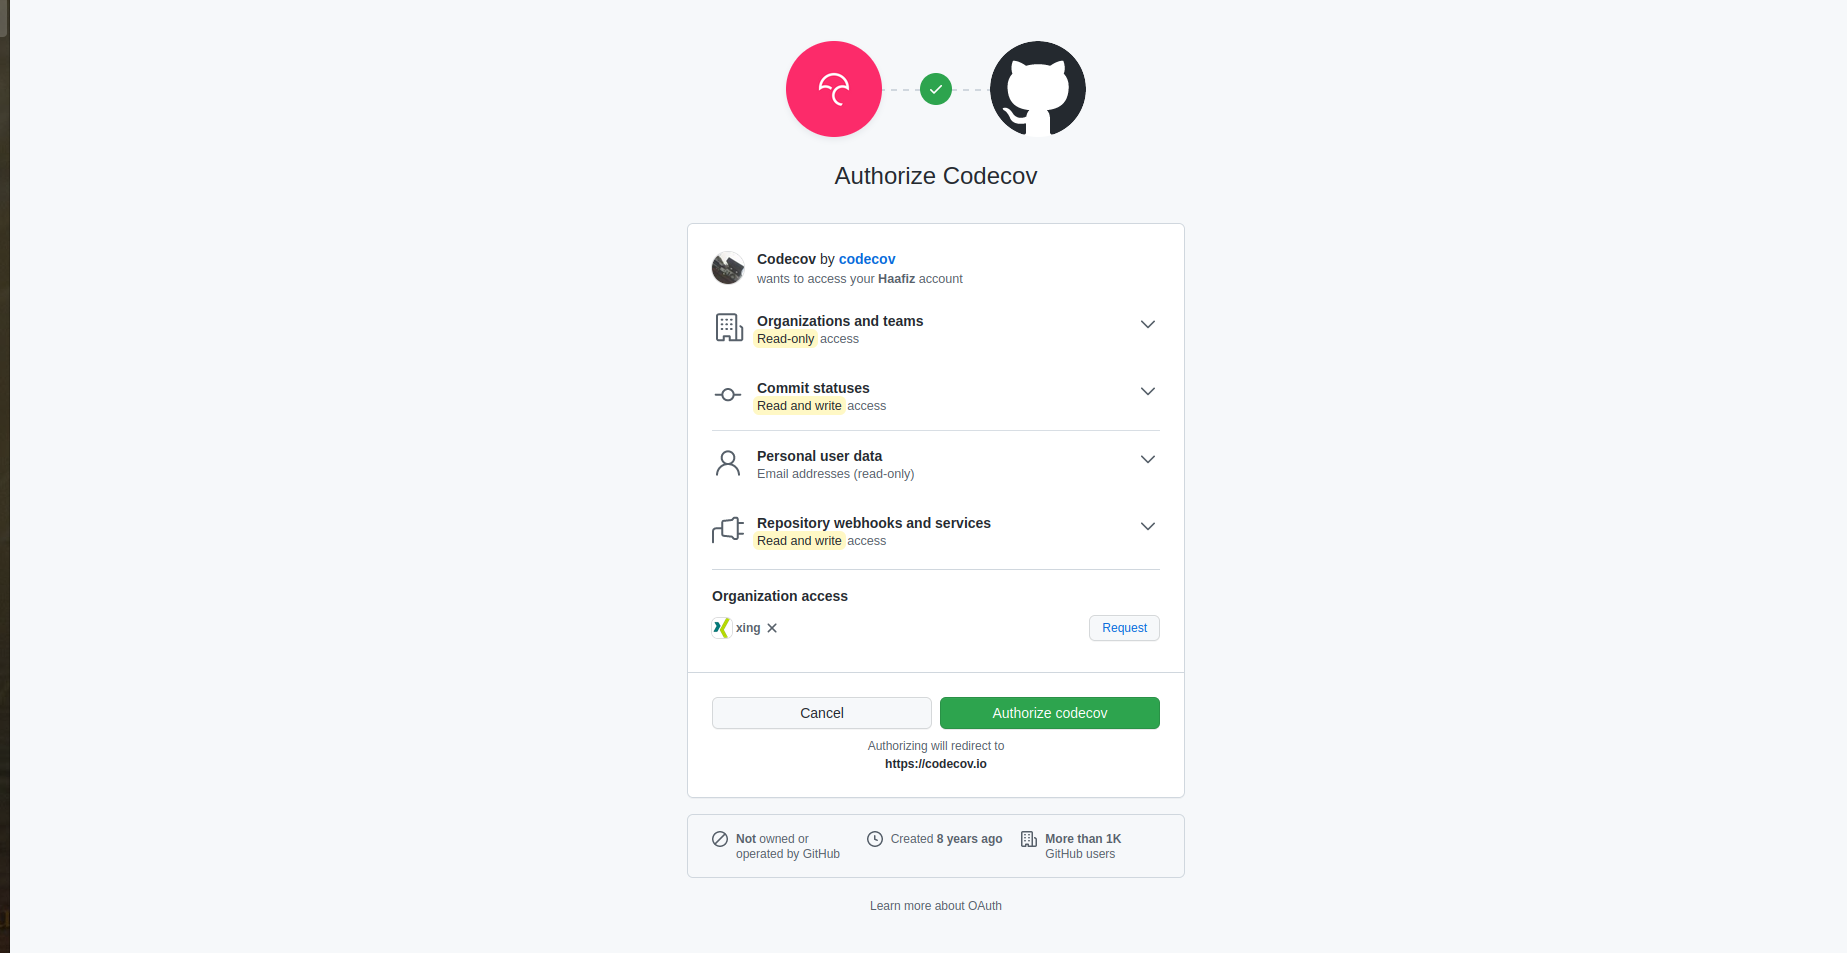 Authorize Codecov
Codecov by codecov
wants to access your Haafiz account
Organizations and teams
Read-only access
Commit statuses
Read and write access
Personal user data
Email addresses (read-only)
Repository webhooks and services
Read and write access
Organization access
xing
Request
Cancel
Authorize codecov
Authorizing will redirect to
https://codecov.io
Not owned or
operated by GitHub
Created 8 years ago
More than 1K
GitHub users
Learn more about OAuth